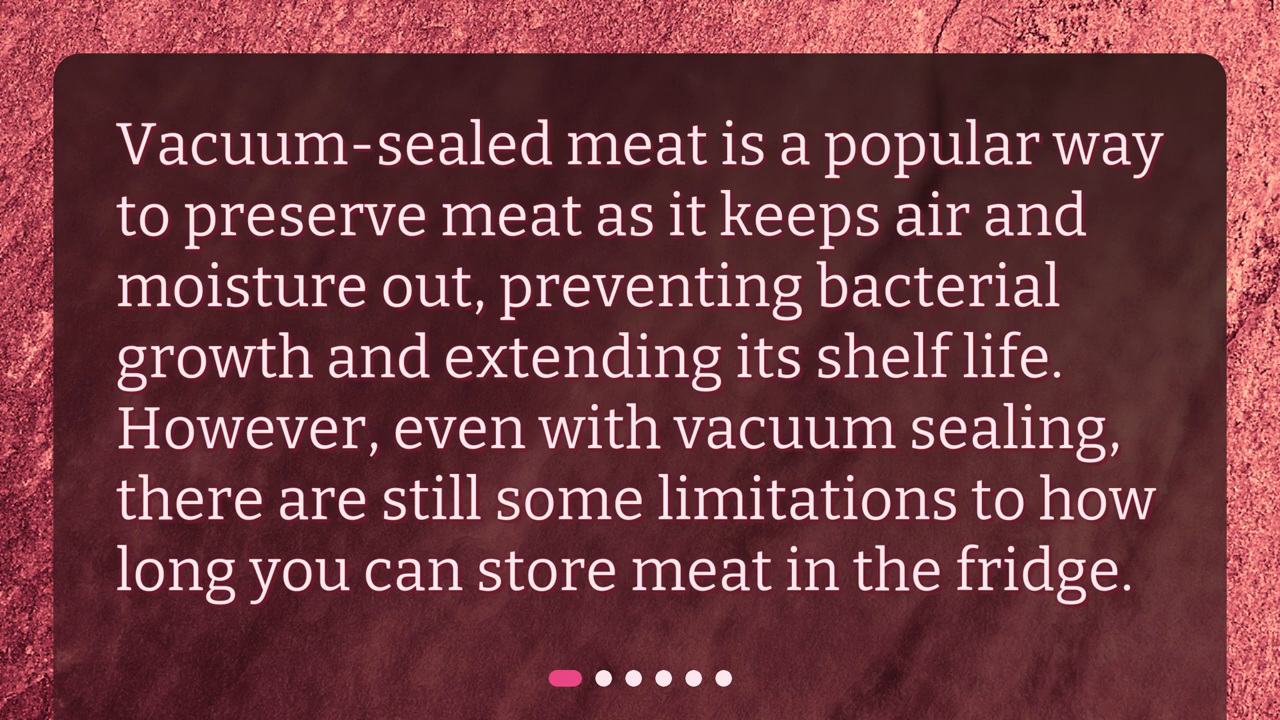 Vacuum-sealed meat is a popular way
to preserve meat as it keeps air and
moisture out, preventing bacterial
growth and extending its shelf life.
However, even with vacuum sealing,
there are still some limitations to how
long you can store meat in the fridge.